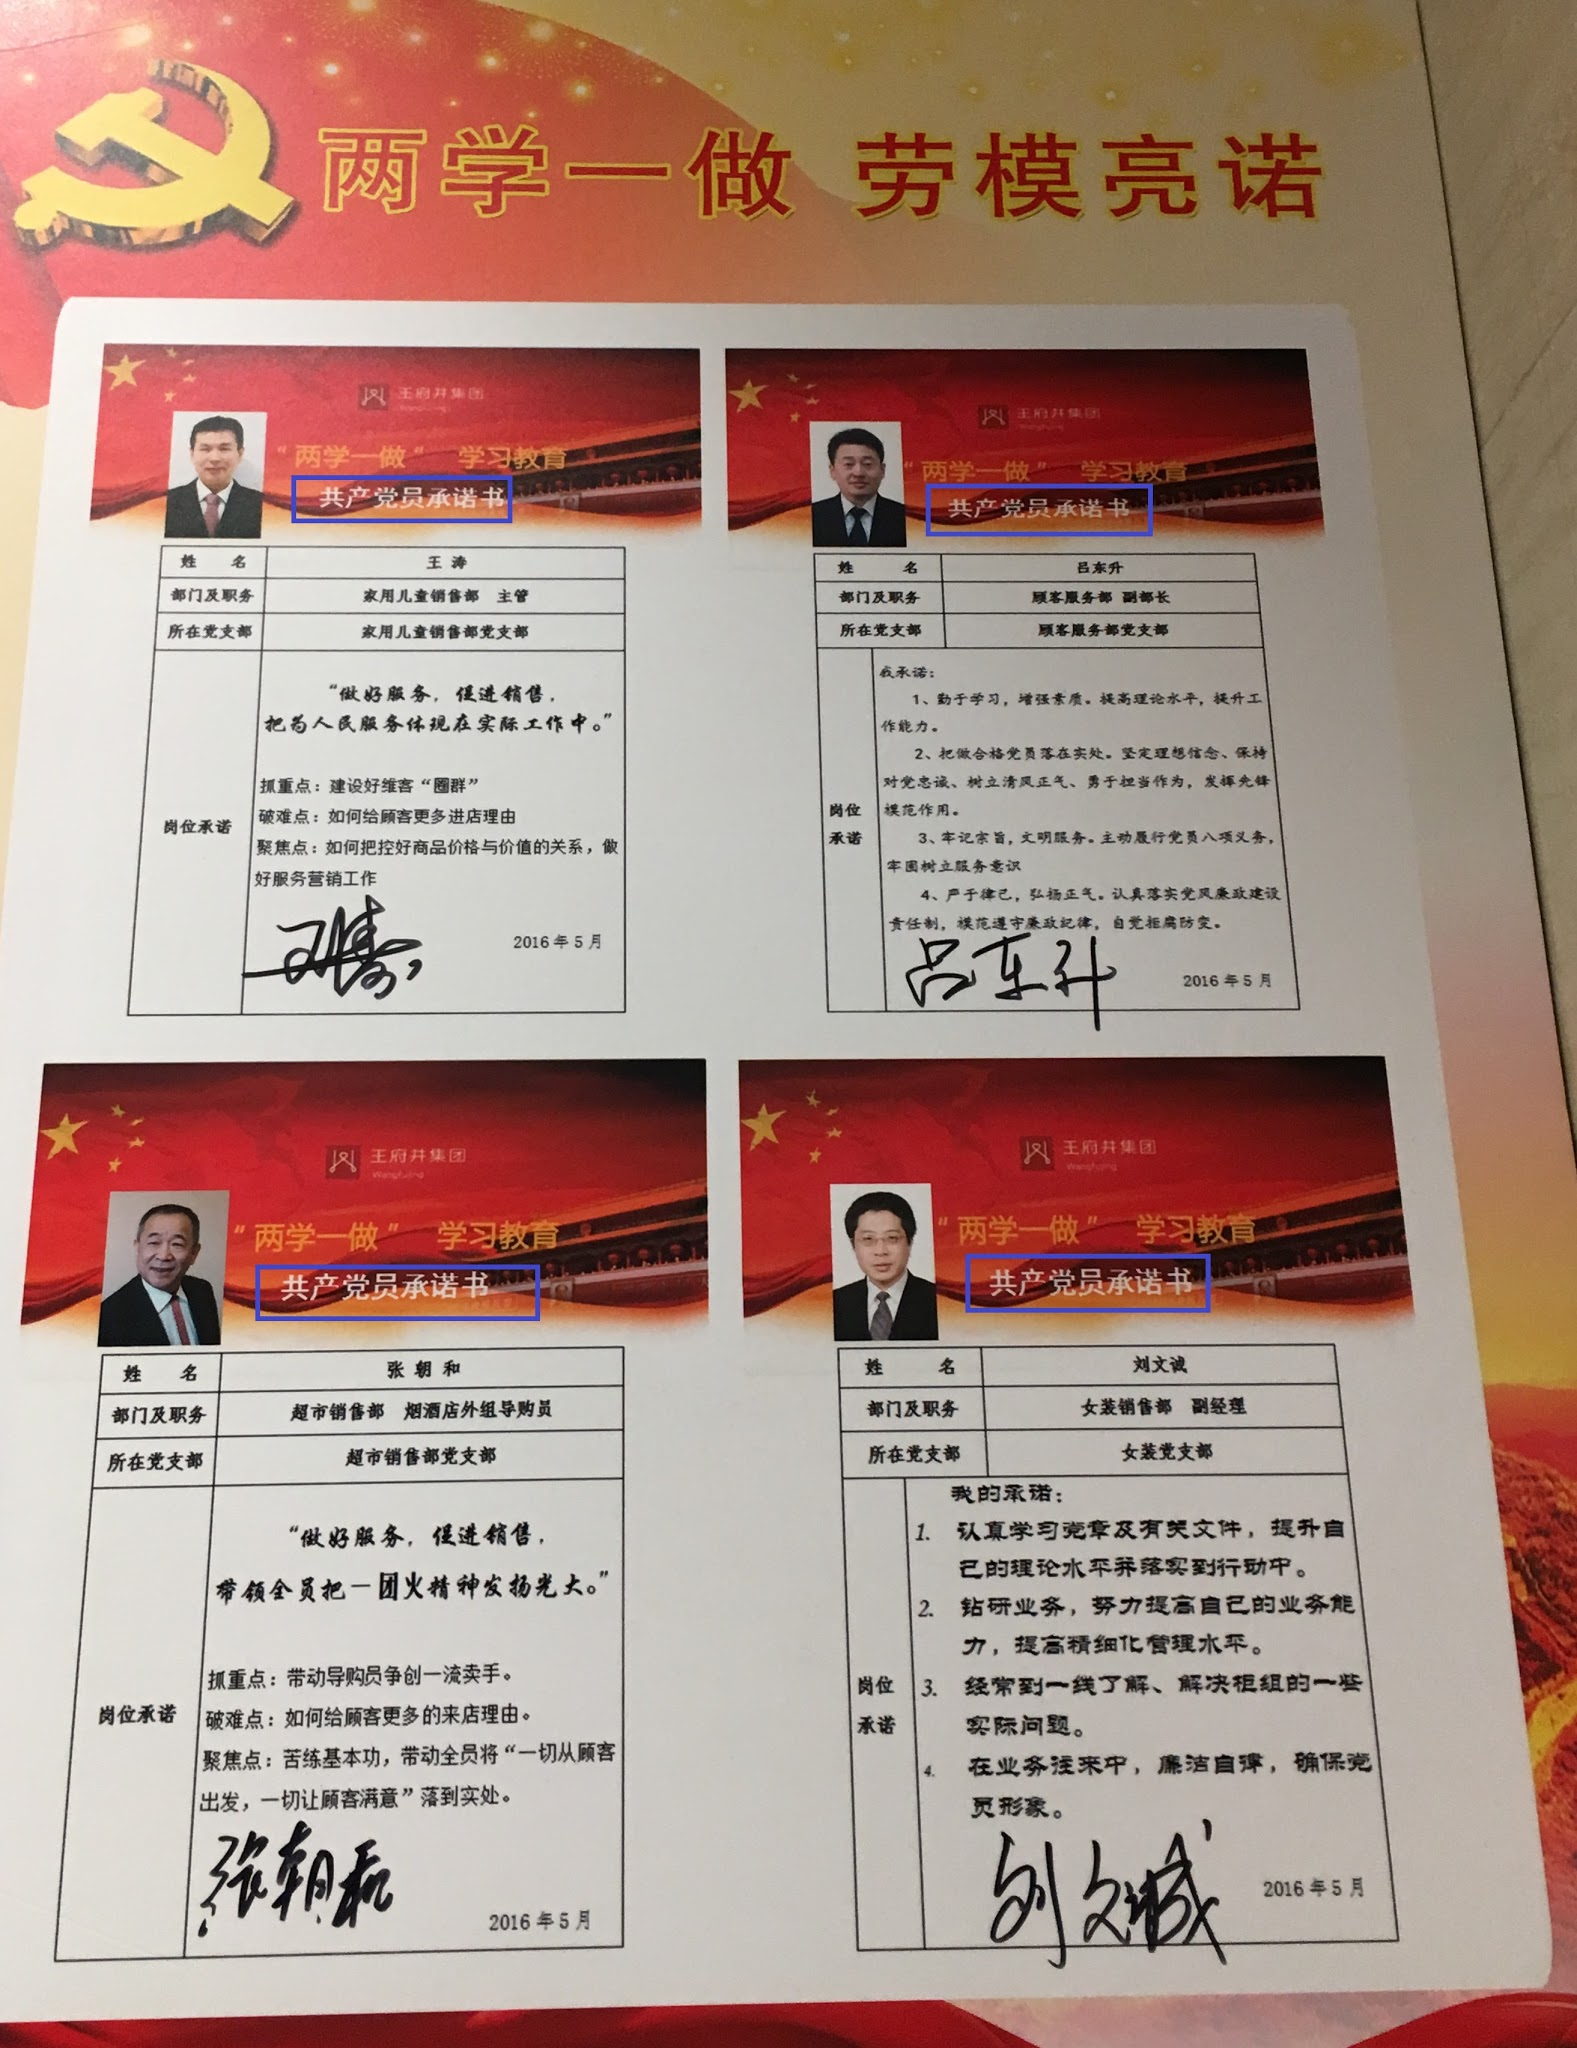 两学一做 劳模亮诺
王府井集团
Wangfujing
“两学一做” 学习教育
共产党员承诺书
姓 名 王 涛
部门及职务 家用儿童销售部 主管
所在党支部 家用儿童销售部党支部
岗位承诺
“做好服务，促进销售，
把为人民服务体现在实际工作中。”
抓重点：建设好维客“圈群”
破难点：如何给顾客更多进店理由
聚焦点：如何把控好商品价格与价值的关系，做
好服务营销工作
王涛
2016 年 5 月
王府井集团
Wangfujing
“两学一做” 学习教育
共产党员承诺书
姓 名 吕东升
部门及职务 顾客服务部 副部长
所在党支部 顾客服务部党支部
岗位
承诺
我承诺：
1、勤于学习，增强素质。提高理论水平，提升工
作能力。
2、把做合格党员落在实处。坚定理想信念、保持
对党忠诚、树立清风正气、勇于担当作为，发挥先锋
模范作用。
3、牢记宗旨，文明服务。主动履行党员八项义务，
牢固树立服务意识
4、严于律己，弘扬正气。认真落实党风廉政建设
责任制，模范遵守廉政纪律，自觉拒腐防变。
吕东升
2016 年 5 月
王府井集团
Wangfujing
“两学一做” 学习教育
共产党员承诺书
姓 名 张 朝 和
部门及职务 超市销售部 烟酒店外组导购员
所在党支部 超市销售部党支部
岗位承诺
“做好服务，促进销售，
带领全员把一团火精神发扬光大。”
抓重点：带动导购员争创一流卖手。
破难点：如何给顾客更多的来店理由。
聚焦点：苦练基本功，带动全员将“一切从顾客
出发，一切让顾客满意”落到实处。
张朝和
2016 年 5 月
王府井集团
Wangfujing
“两学一做” 学习教育
共产党员承诺书
姓 名 刘文诚
部门及职务 女装销售部 副经理
所在党支部 女装党支部
岗位
承诺
我的承诺：
1. 认真学习党章及有关文件，提升自
己的理论水平并落实到行动中。
2. 钻研业务，努力提高自己的业务能
力，提高精细化管理水平。
3. 经常到一线了解、解决柜组的一些
实际问题。
4. 在业务往来中，廉洁自律，确保党
员形象。
刘文诚
2016 年 5 月